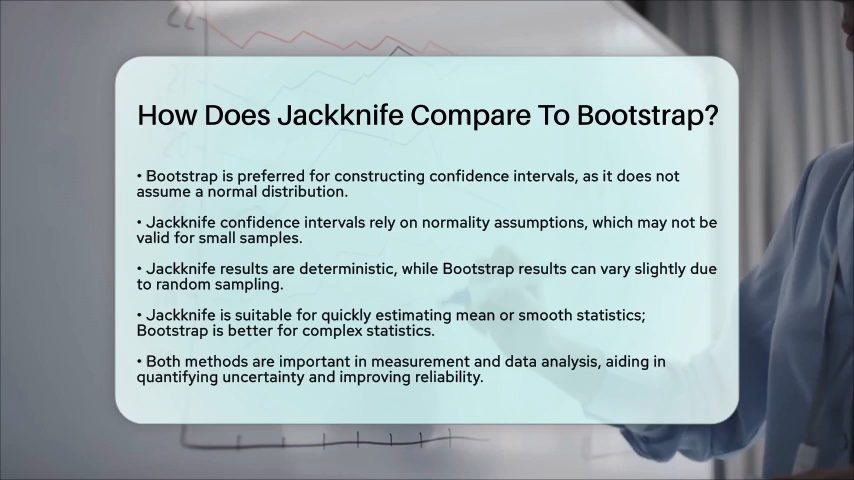 22
How Does Jackknife Compare To Bootstrap?
• Bootstrap is preferred for constructing confidence intervals, as it does not
assume a normal distribution.
• Jackknife confidence intervals rely on normality assumptions, which may not be
valid for small samples.
• Jackknife results are deterministic, while Bootstrap results can vary slightly due
to random sampling.
• Jackknife is suitable for quickly estimating mean or smooth statistics;
Bootstrap is better for complex statistics.
• Both methods are important in measurement and data analysis, aiding in
quantifying uncertainty and improving reliability.